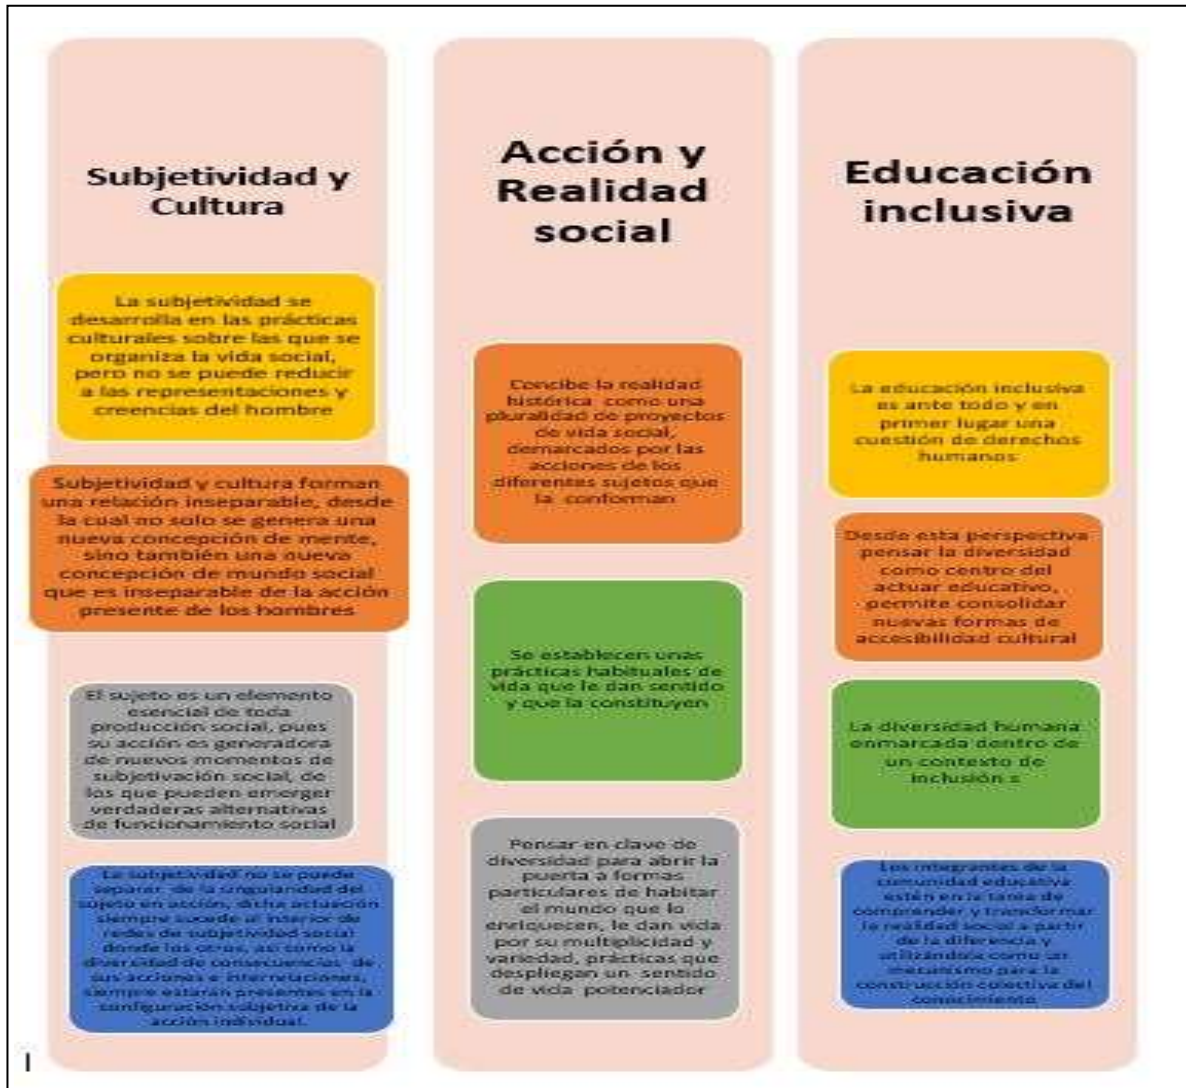 Subjetividad y
Cultura
La subjetividad se
desarrolla en las prácticas
culturales sobre las que se
organiza la vida social,
pero no se puede reducir
a las representaciones y
creencias del hombre
Subjetividad y cultura forman
una relación inseparable, desde
la cual no solo se genera una
nueva concepción de mente,
sino también una nueva
concepción de mundo social
que es inseparable de la acción
presente de los hombres
El sujeto es un elemento
esencial de toda
producción social, pues
su acción es generadora
de nuevos momentos de
subjetivación social, de
los que pueden emerger
verdaderas alternativas
de funcionamiento social
La subjetividad no se puede
separar de la singularidad del
sujeto en acción, dicha actuación
siempre sucede al interior de
redes de subjetividad social
donde los otros, así como la
diversidad de consecuencias de
sus acciones e interrelaciones,
siempre estarán presentes en la
configuración subjetiva de la
acción individual.
Acción y
Realidad
social
Concibe la realidad
histórica como una
pluralidad de proyectos
de vida social,
demarcados por las
acciones de los
diferentes sujetos que
la conforman
Se establecen unas
prácticas habituales de
vida que le dan sentido
y que la constituyen
Pensar en clave de
diversidad para abrir la
puerta a formas
particulares de habitar
el mundo que lo
enriquecen, le dan vida
por su multiplicidad y
variedad, prácticas que
despliegan un sentido
de vida potenciador
Educación
inclusiva
La educación inclusiva
es ante todo y en
primer lugar una
cuestión de derechos
humanos
Desde esta perspectiva
pensar la diversidad
como centro del
actuar educativo,
permite consolidar
nuevas formas de
accesibilidad cultural
La diversidad humana
enmarcada dentro de
un contexto de
inclusión s
Los integrantes de la
comunidad educativa
estén en la tarea de
comprender y transformar
la realidad social a partir
de la diferencia y
utilizándola como un
mecanismo para la
construcción colectiva del
conocimiento
I